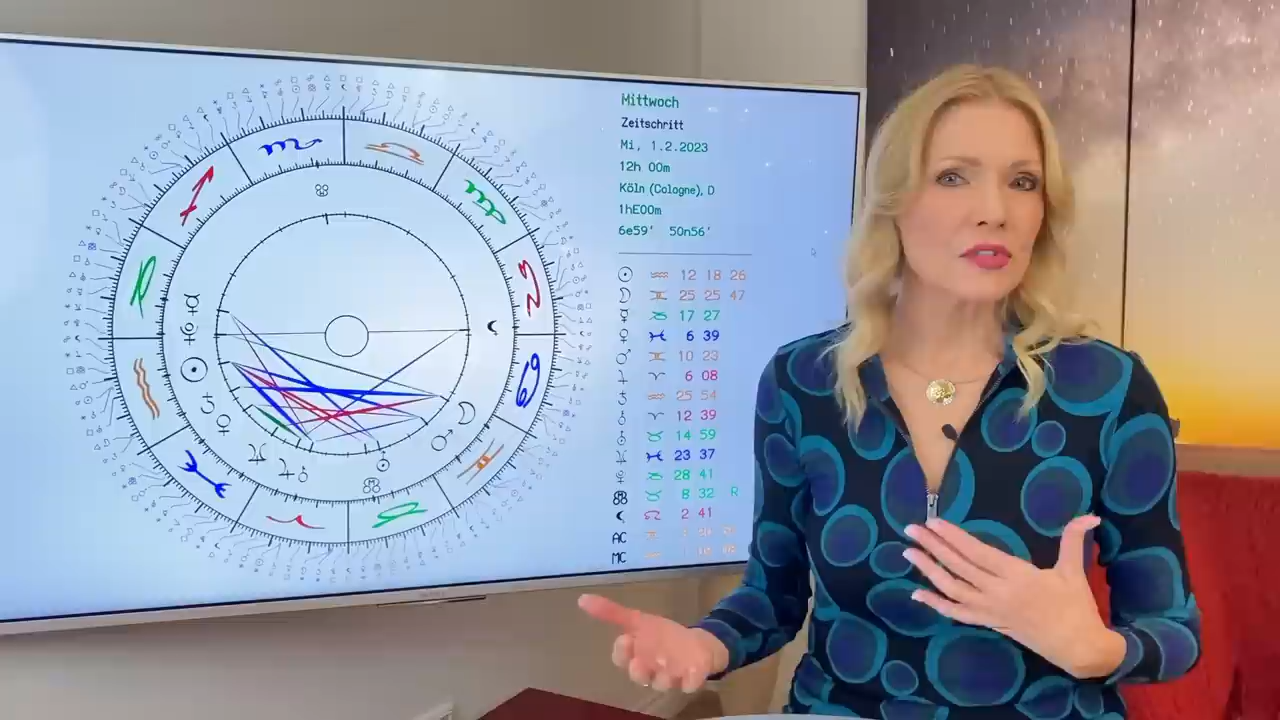 Mittwoch
Zeitschritt
Mi, 1.2.2023
12h 00m
Köln (Cologne), D
1hE00m
6e59' 50n56'
☉ ♒ 12 18 26
☽ ♊ 25 25 47
☿ ♑ 17 27
♀ ♓ 6 39
♂ ♊ 10 23
♃ ♈ 6 08
♄ ♒ 25 54
⚷ ♈ 12 39
♅ ♉ 14 59
♆ ♓ 23 37
♇ ♑ 28 41
☊ ♉ 8 32 R
⚸ ♌ 2 41
AC
MC